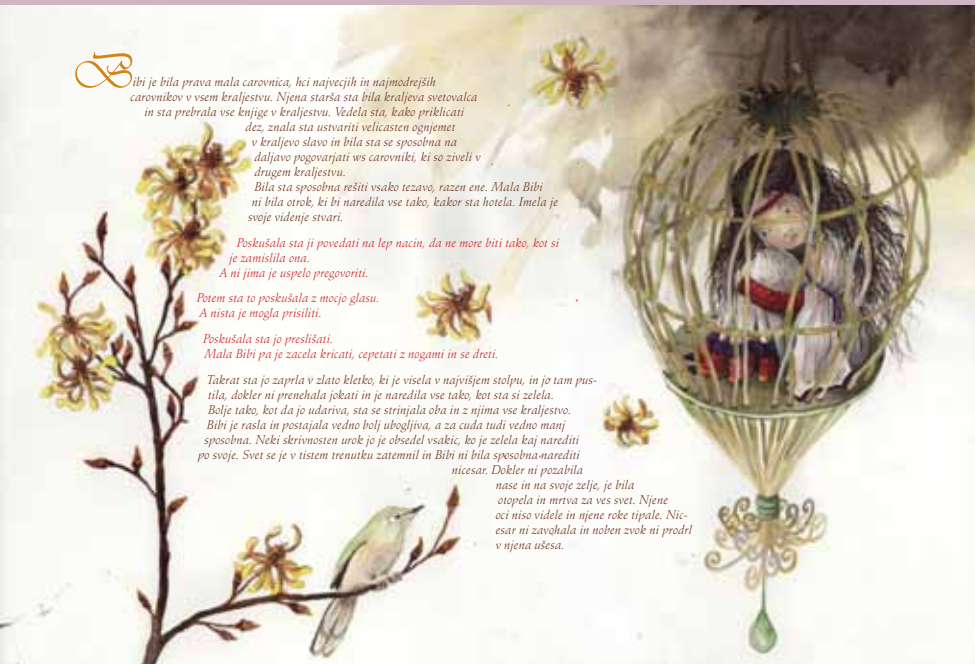 Bibi je bila prava mala carovnica, hci najvecjih in najmodrejših
carovnikov v vsem kraljestvu. Njena starša sta bila kraljeva svetovalca
in sta prebrala vse knjige v kraljestvu. Vedela sta, kako priklicati
dez, znala sta ustvariti velicasten ognjemet
v kraljevo slavo in bila sta se sposobna na
daljavo pogovarjati ws carovniki, ki so ziveli v
drugem kraljestvu.
Bila sta sposobna rešiti vsako tezavo, razen ene. Mala Bibi
ni bila otrok, ki bi naredila vse tako, kakor sta hotela. Imela je
svoje videnje stvari.
Poskušala sta ji povedati na lep nacin, da ne more biti tako, kot si
je zamislila ona.
A ni jima je uspelo pregovoriti.
Potem sta to poskušala z mocjo glasu.
A nista je mogla prisiliti.
Poskušala sta jo preslišati.
Mala Bibi pa je zacela kricati, cepetati z nogami in se dreti.
Takrat sta jo zaprla v zlato kletko, ki je visela v najvišjem stolpu, in jo tam pus-
tila, dokler ni prenehala jokati in je naredila vse tako, kot sta si zelela.
Bolje tako, kot da jo udariva, sta se strinjala oba in z njima vse kraljestvo.
Bibi je rasla in postajala vedno bolj ubogljiva, a za cuda tudi vedno manj
sposobna. Neki skrivnosten urok jo je obsedel vsakic, ko je zelela kaj narediti
po svoje. Svet se je v tistem trenutku zatemnil in Bibi ni bila sposobna narediti
nicesar. Dokler ni pozabila
nase in na svoje zelje, je bila
otopela in mrtva za ves svet. Njene
oci niso videle in njene roke tipale. Nic-
esar ni zavohala in noben zvok ni prodrl
v njena ušesa.